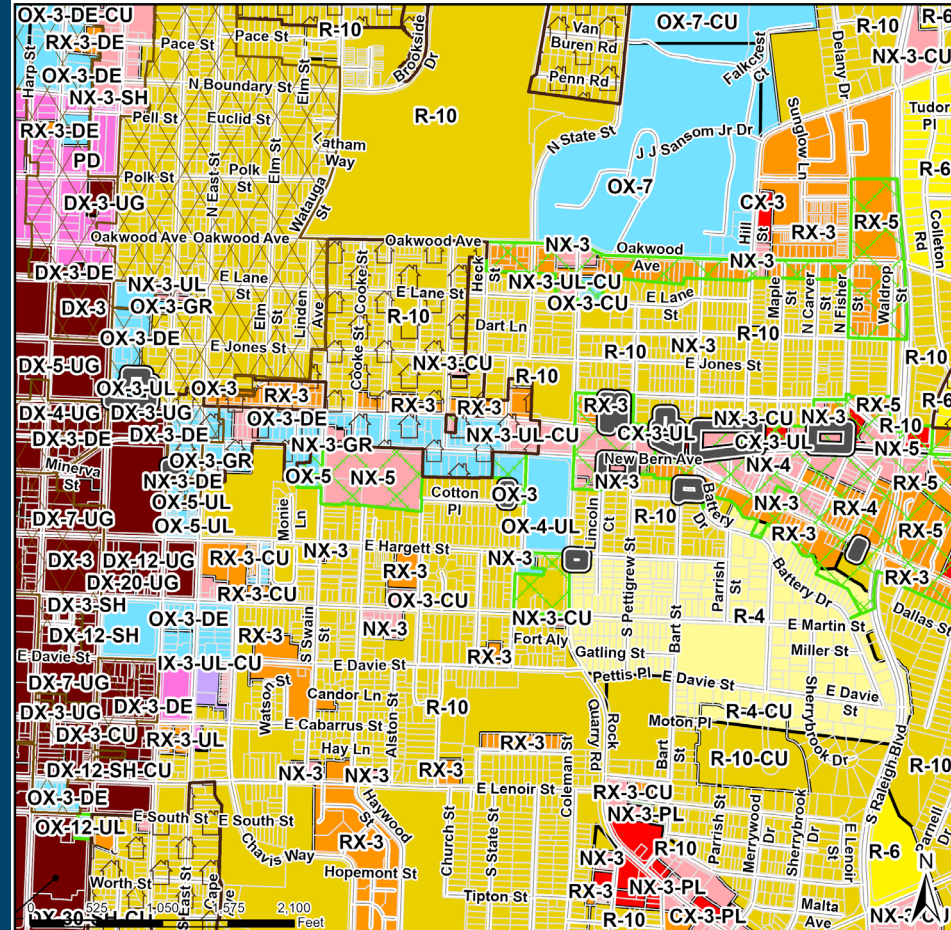 OX-3-DE-CU
Pace St
Pace St
R-10
Brookside
Dr
Van
Buren Rd
OX-7-CU
R-10
R-6
RX-3-DE
Harp St
OX-3-DE
NX-3-SH
N Boundary St
Elm St
Penn Rd
Falkcrest
Ct
Delany Dr
NX-3-CU
RX-3-DE
Pell St
Euclid St
R-10
N State St
J J Sansom Jr Dr
Sunglow Ln
Tudor
Pl
PD
Polk St
N East St
Polk
St
Elm St
Latham
Way
Watauga
St
OX-7
R-6
DX-3-UG
CX-3
Hill
St
RX-3
RX-5
Colleton
Rd
Oakwood Ave
Oakwood Ave
Oakwood Ave
NX-3
Oakwood
Ave
NX-3
DX-3-DE
NX-3-UL
E Lane St
Heck
St
NX-3-UL-CU
OX-3-CU
E Lane
St
Maple
St
N Carver
St
N Fisher
St
Waldrop
St
DX-3
OX-3-GR
Elm
St
Linden
Ave
Cooke St
Cooke St
E Lane St
R-10
Dart Ln
R-10
OX-3-DE
E Jones St
R-10
NX-3
E Jones St
R-10
DX-5-UG
NX-3-CU
R-10
OX-3-UL
OX-3
RX-3
RX-3
RX-3
RX-3
NX-3-CU
NX-3
RX-5
R-6
DX-4-UG
DX-3-UG
OX-3-DE
R-10
DX-3-DE
DX-3-DE
NX-3-GR
NX-3-UL-CU
CX-3-UL
CX-3-UL
NX-5
Minerva
St
OX-3-GR
NX-3-DE
OX-5
NX-5
New Bern Ave
NX-3
NX-4
RX-5
OX-5-UL
Cotton
Pl
OX-3
R-10
Battery
Dr
NX-3
RX-4
DX-7-UG
OX-5-UL
Monie
Ln
OX-4-UL
Lincoln
Ct
RX-3
RX-5
DX-3
DX-12-UG
RX-3-CU
NX-3
E Hargett St
NX-3
RX-3
DX-20-UG
RX-3
S Pettigrew St
Parrish
St
Battery Dr
RX-3-CU
OX-3-CU
DX-3-SH
OX-3-DE
NX-3-CU
R-4
Dallas St
DX-12-SH
RX-3
S Swain
St
NX-3
Fort Aly
Bart St
E Martin St
E Davie St
IX-3-UL-CU
E Davie St
RX-3
Gatling St
Miller St
DX-7-UG
Watson
St
Candor Ln
Pettis Pl
E Davie St
E Davie
St
DX-3-UG
DX-3-DE
Alston St
R-10
R-4-CU
DX-3-CU
RX-3-UL
E Cabarrus St
Quarry Rd
Rock
Moton Pl
Sherrybrook Dr
Hay Ln
RX-3
Bart
St
R-10-CU
DX-12-SH-CU
NX-3
NX-3
RX-3
Coleman St
S Raleigh Blvd
R-10
OX-3-DE
E Lenoir St
RX-3-CU
E South St
E South St
Haywood
St
NX-3-PL
Parrish St
Merrywood
Dr
Sherrybrook
Dr
E Lenoir
St
OX-12-UL
Chavis Way
RX-3
Church St
S State St
R-10
R-6
Hopemont St
NX-3
N
Worth St
S East St
Cape
Ave
Tipton St
RX-3
NX-3-PL
R-10
CX-3-PL
Malta
Ave
0
525
1,050
1,575
2,100
Feet